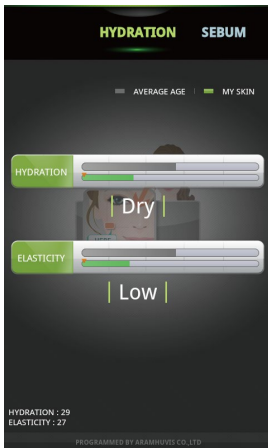 HYDRATION SEBUM
AVERAGE AGE | MY SKIN
HYDRATION
| Dry |
ELASTICITY
| Low |
HYDRATION : 29
ELASTICITY : 27
PROGRAMMED BY ARAMHUVIS CO.,LTD